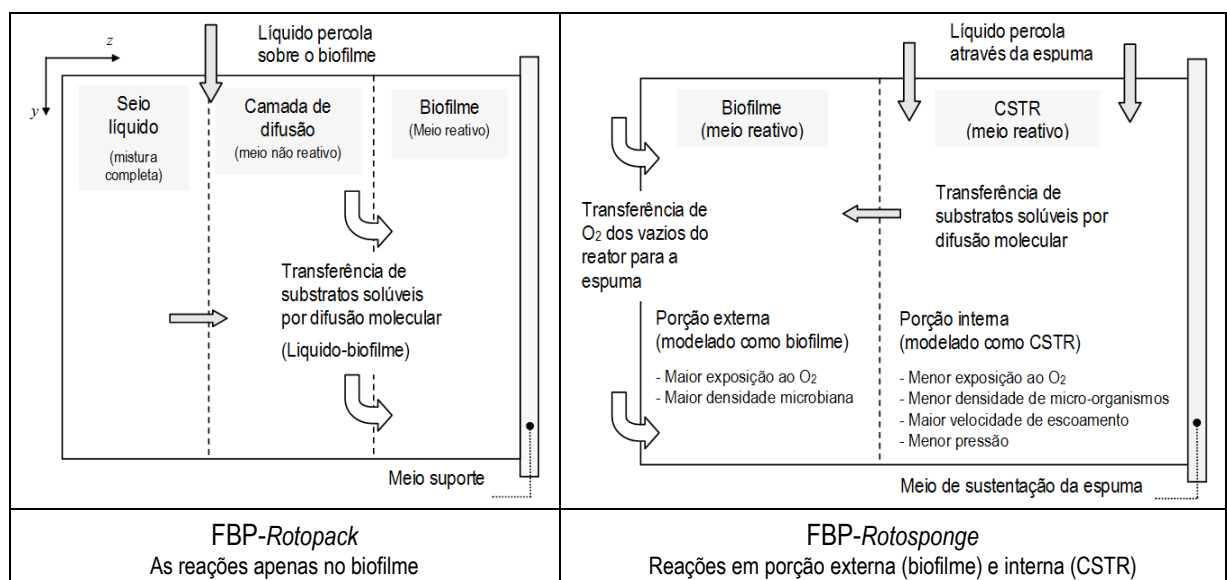 z
y
Líquido percola
sobre o biofilme
Seio
líquido
(mistura
completa)
Camada de
difusão
(meio não reativo)
Biofilme
(Meio reativo)
Transferência de
substratos solúveis
por difusão molecular
(Liquido-biofilme)
Meio suporte
FBP-Rotopack
As reações apenas no biofilme
Líquido percola
através da espuma
Biofilme
(meio reativo)
CSTR
(meio reativo)
Transferência de
O2 dos vazios do
reator para a
espuma
Transferência de
substratos solúveis por
difusão molecular
Porção externa
(modelado como biofilme)
- Maior exposição ao O2
- Maior densidade microbiana
Porção interna
(modelado como CSTR)
- Menor exposição ao O2
- Menor densidade de micro-organismos
- Maior velocidade de escoamento
- Menor pressão
Meio de sustentação da espuma
FBP-Rotosponge
Reações em porção externa (biofilme) e interna (CSTR)